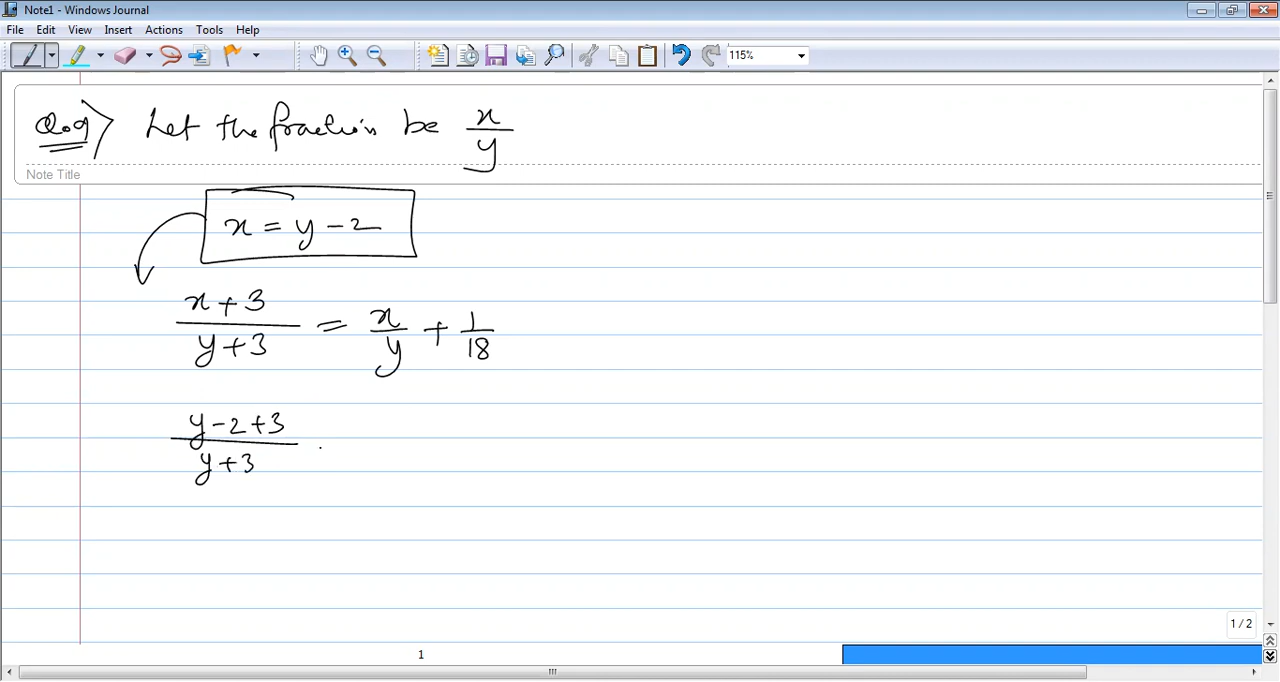 Note1 - Windows Journal
File Edit View Insert Actions Tools Help
115%
Q.9) Let the fraction be x/y
Note Title
x = y - 2
x + 3 / y + 3 = x/y + 1/18
y - 2 + 3 / y + 3
1 / 2
1